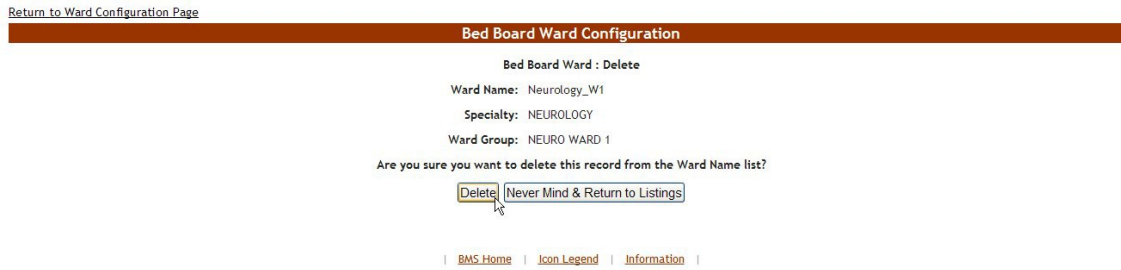 Return to Ward Configuration Page
Bed Board Ward Configuration
Bed Board Ward : Delete
Ward Name: Neurology_W1
Specialty: NEUROLOGY
Ward Group: NEURO WARD 1
Are you sure you want to delete this record from the Ward Name list?
Delete Never Mind & Return to Listings
| BMS Home | Icon Legend | Information |